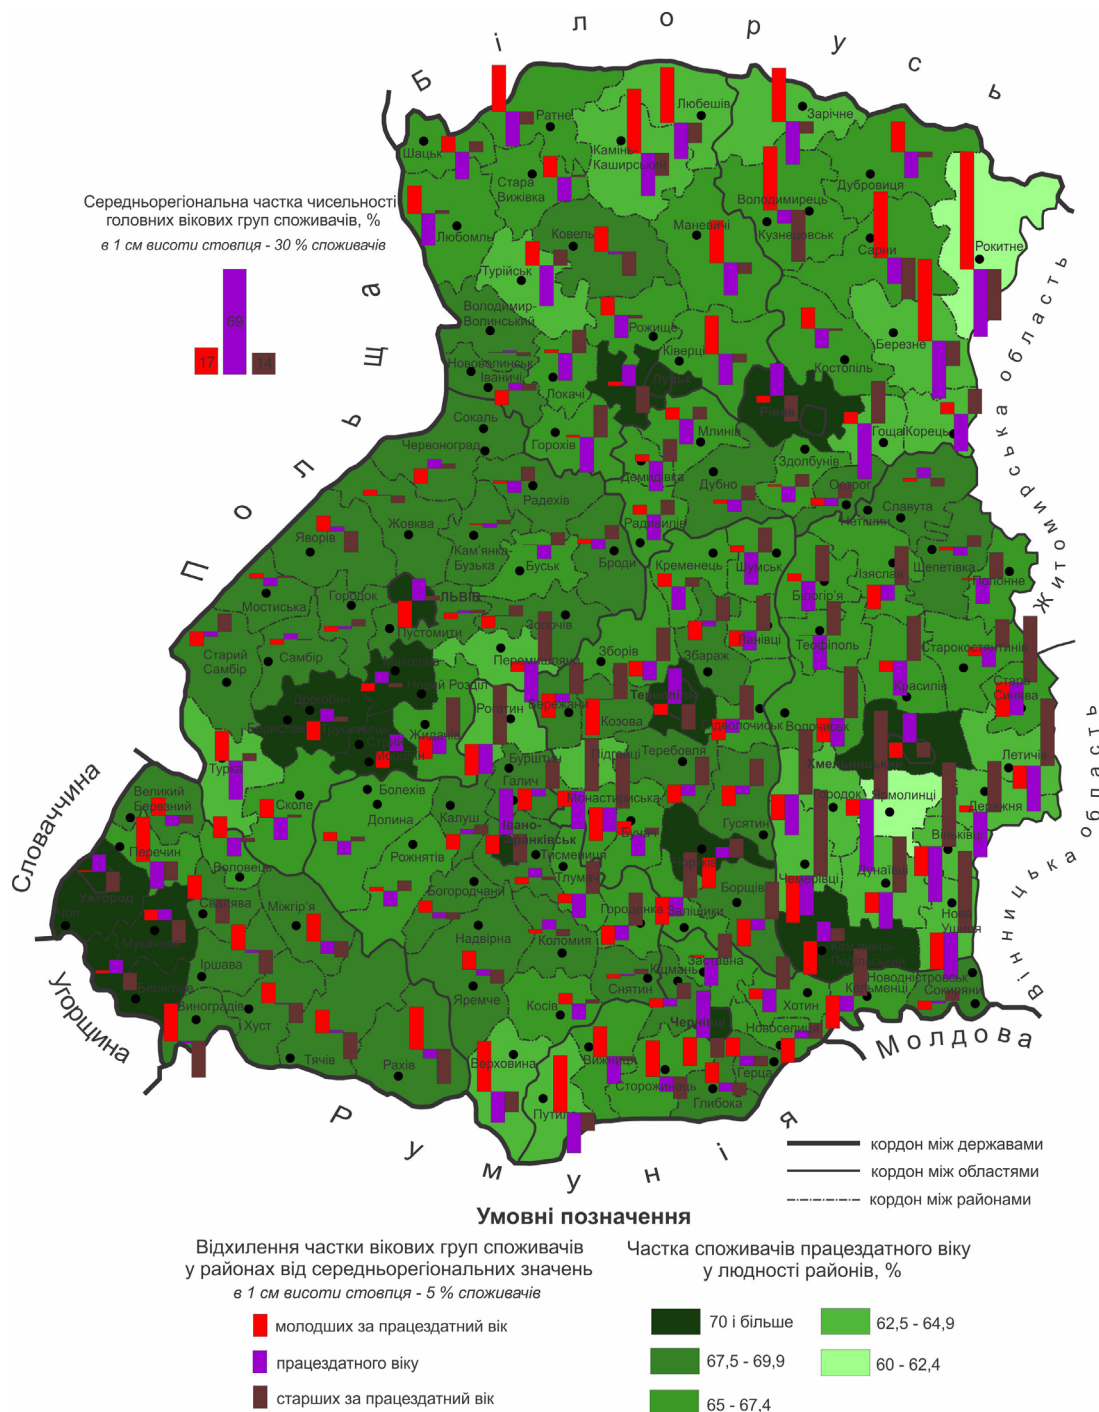 Білорусь
Польща
Словаччина
Угорщина
Румунія
Молдова
Житомирська область
Вінницька область
Середньорегіональна частка чисельності
головних вікових груп споживачів, %
в 1 см висоти стовпця - 30 % споживачів
69
17
14
Ратне
Любешів
Зарічне
Шацьк
Камінь-
Каширський
Стара
Вижівка
Дубровиця
Володимирець
Кузнецовськ
Любомль
Ковель
Маневичі
Сарни
Рокитне
Турійськ
Володимир-
Волинський
Рожище
Березне
Ківерці
Костопіль
Нововолинськ
Іваничі
Локачі
Луцьк
Рівне
Сокаль
Червоноград
Горохів
Млинів
Гоща
Корець
Здолбунів
Демидівка
Дубно
Острог
Радехів
Нетішин
Славута
Жовква
Радивилів
Яворів
Кам'янка-
Бузька
Буськ
Броди
Кременець
Шумськ
Ізяслав
Шепетівка
Полонне
Мостиська
Городок
ЛЬВІВ
Білогір'я
Пустомити
Золочів
Ланівці
Теофіполь
Старокостянтинів
Старий
Самбір
Самбір
Миколаїв
Перемишляни
Зборів
Збараж
Красилів
Стара
Синява
Новий Розділ
Дрогобич
Рогатин
Бережани
Тернопіль
Козова
Підволочиськ
Волочиськ
Борислав
Трускавець
Стрий
Моршин
Жидачів
Підгайці
Теребовля
Хмельницький
Летичів
Турка
Бурштин
Галич
Великий
Березний
Сколе
Болехів
Долина
Калуш
Монастириська
Городок
Ярмолинці
Деражня
Івано-
Франківськ
Гусятин
Віньківці
Перечин
Воловець
Рожнятів
Тисмениця
Тлумач
Чортків
Чемерівці
Дунаївці
Ужгород
Богородчани
Борщів
Чоп
Свалява
Міжгір'я
Городенка
Заліщики
Нова
Ушиця
Мукачево
Надвірна
Коломия
Кам'янець-
Подільський
Іршава
Заставна
Кіцмань
Новодністровськ
Берегове
Яремче
Снятин
Хотин
Кельменці
Сокиряни
Виноградів
Хуст
Косів
Чернівці
Новоселиця
Тячів
Рахів
Верховина
Вижниця
Герца
Сторожинець
Глибока
Путила
кордон між державами
кордон між областями
кордон між районами
Умовні позначення
Відхилення частки вікових груп споживачів
у районах від середньорегіональних значень
в 1 см висоти стовпця - 5 % споживачів
молодших за працездатний вік
працездатного віку
старших за працездатний вік
Частка споживачів працездатного віку
у людності районів, %
70 і більше
67,5 - 69,9
65 - 67,4
62,5 - 64,9
60 - 62,4